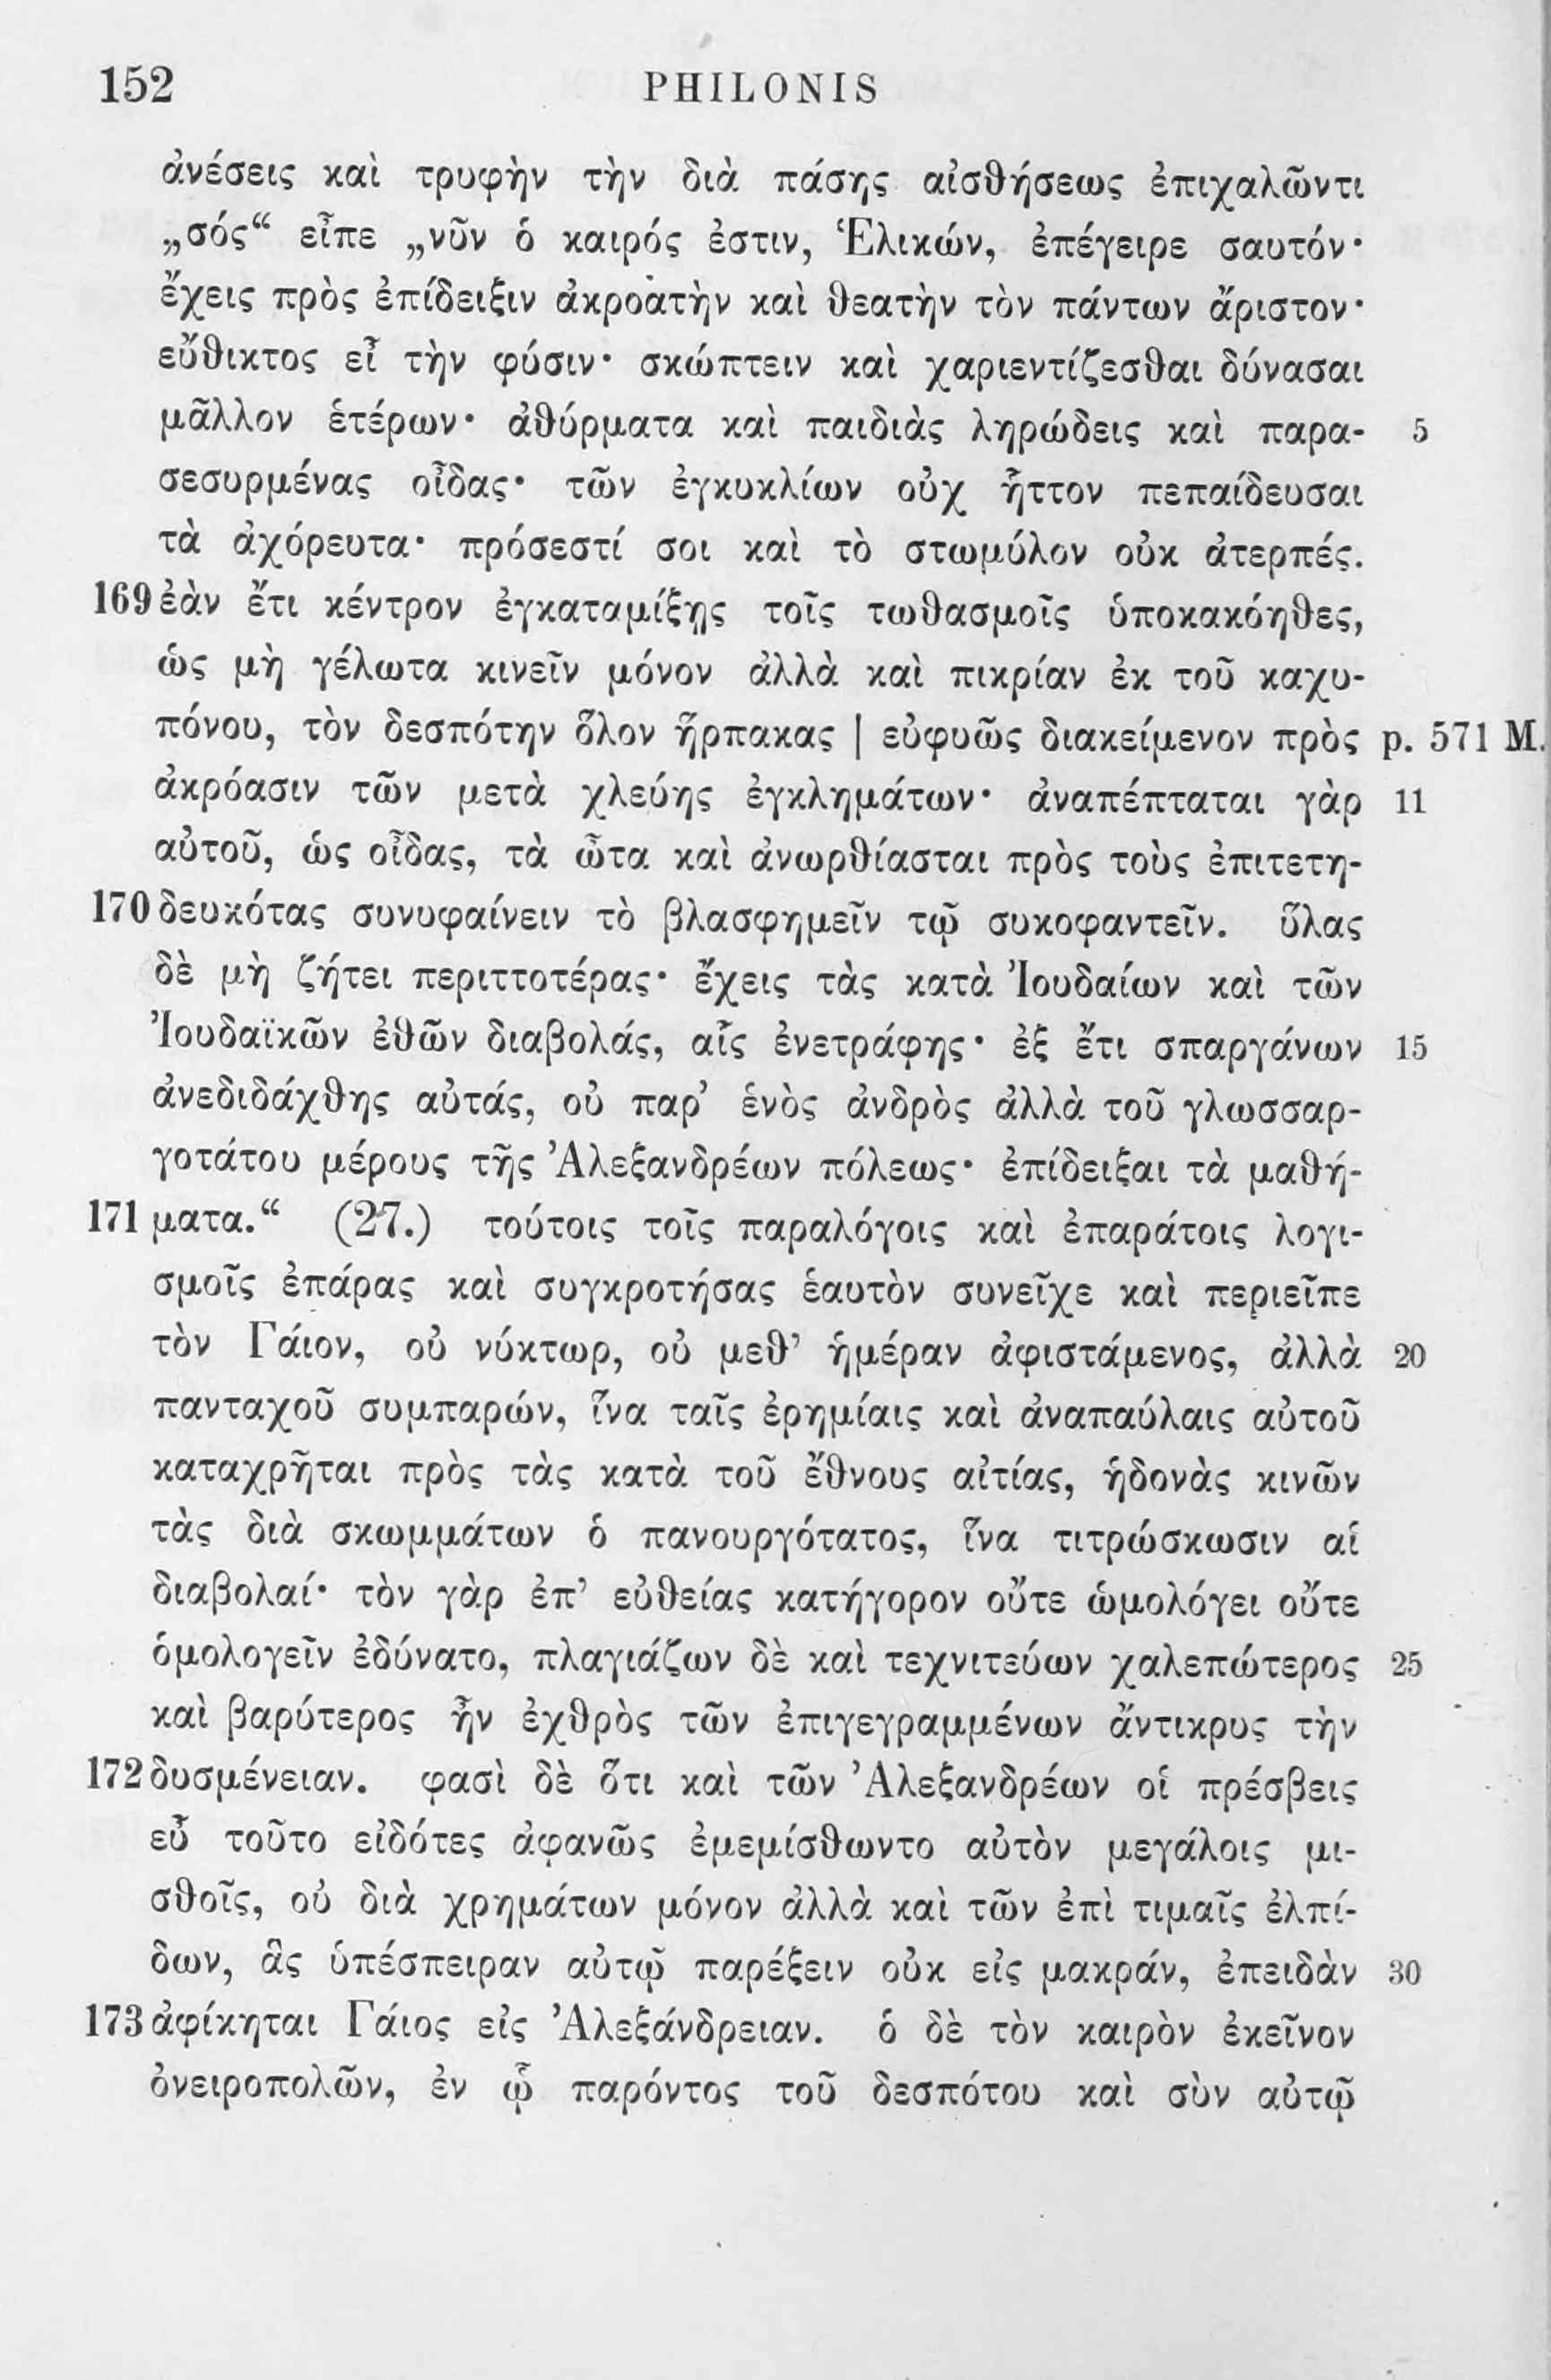 152 PHILONIS
ἀνέσεις καὶ τρυφὴν τὴν διὰ πάσης αἰσθήσεως ἐπιχαλῶντι
„σός“ εἶπε „νῦν ὁ καιρός ἐστιν, Ἑλικών, ἐπέγειρε σαυτόν·
ἔχεις πρὸς ἐπίδειξιν ἀκροατὴν καὶ θεατὴν τὸν πάντων ἄριστον·
εὔθικτος εἶ τὴν φύσιν· σκώπτειν καὶ χαριεντίζεσθαι δύνασαι
μᾶλλον ἑτέρων· ἀθύρματα καὶ παιδιὰς ληρώδεις καὶ παρα- 5
σεσυρμένας οἶδας· τῶν ἐγκυκλίων οὐχ ἧττον πεπαίδευσαι
τὰ ἀχόρευτα· πρόσεστί σοι καὶ τὸ στωμύλον οὐκ ἀτερπές.
169 ἐὰν ἔτι κέντρον ἐγκαταμίξῃς τοῖς τωθασμοῖς ὑποκακόηθες,
ὡς μὴ γέλωτα κινεῖν μόνον ἀλλὰ καὶ πικρίαν ἐκ τοῦ καχυ-
πόνου, τὸν δεσπότην ὅλον ἥρπακας | εὐφυῶς διακείμενον πρὸς p. 571 M.
ἀκρόασιν τῶν μετὰ χλεύης ἐγκλημάτων· ἀναπέπταται γὰρ 11
αὐτοῦ, ὡς οἶδας, τὰ ὦτα καὶ ἀνωρθίασται πρὸς τοὺς ἐπιτετη-
170 δευκότας συνυφαίνειν τὸ βλασφημεῖν τῷ συκοφαντεῖν. ὕλας
δὲ μὴ ζήτει περιττοτέρας· ἔχεις τὰς κατὰ Ἰουδαίων καὶ τῶν
Ἰουδαϊκῶν ἐθῶν διαβολάς, αἷς ἐνετράφης· ἐξ ἔτι σπαργάνων 15
ἀνεδιδάχθης αὐτάς, οὐ παρ’ ἑνὸς ἀνδρὸς ἀλλὰ τοῦ γλωσσαρ-
γοτάτου μέρους τῆς Ἀλεξανδρέων πόλεως· ἐπίδειξαι τὰ μαθή-
171 ματα.“ (27.) τούτοις τοῖς παραλόγοις καὶ ἐπαράτοις λογι-
σμοῖς ἐπάρας καὶ συγκροτήσας ἑαυτὸν συνεῖχε καὶ περιεῖπε
τὸν Γάιον, οὐ νύκτωρ, οὐ μεθ’ ἡμέραν ἀφιστάμενος, ἀλλὰ 20
πανταχοῦ συμπαρών, ἵνα ταῖς ἐρημίαις καὶ ἀναπαύλαις αὐτοῦ
καταχρῆται πρὸς τὰς κατὰ τοῦ ἔθνους αἰτίας, ἡδονὰς κινῶν
τὰς διὰ σκωμμάτων ὁ πανουργότατος, ἵνα τιτρώσκωσιν αἱ
διαβολαί· τὸν γὰρ ἐπ’ εὐθείας κατήγορον οὔτε ὡμολόγει οὔτε
ὁμολογεῖν ἐδύνατο, πλαγιάζων δὲ καὶ τεχνιτεύων χαλεπώτερος 25
καὶ βαρύτερος ἦν ἐχθρὸς τῶν ἐπιγεγραμμένων ἄντικρυς τὴν
172 δυσμένειαν. φασὶ δὲ ὅτι καὶ τῶν Ἀλεξανδρέων οἱ πρέσβεις
εὖ τοῦτο εἰδότες ἀφανῶς ἐμεμίσθωντο αὐτὸν μεγάλοις μι-
σθοῖς, οὐ διὰ χρημάτων μόνον ἀλλὰ καὶ τῶν ἐπὶ τιμαῖς ἐλπί-
δων, ἃς ὑπέσπειραν αὐτῷ παρέξειν οὐκ εἰς μακράν, ἐπειδὰν 30
173 ἀφίκηται Γάιος εἰς Ἀλεξάνδρειαν. ὁ δὲ τὸν καιρὸν ἐκεῖνον
ὀνειροπολῶν, ἐν ᾧ παρόντος τοῦ δεσπότου καὶ σὺν αὐτῷ